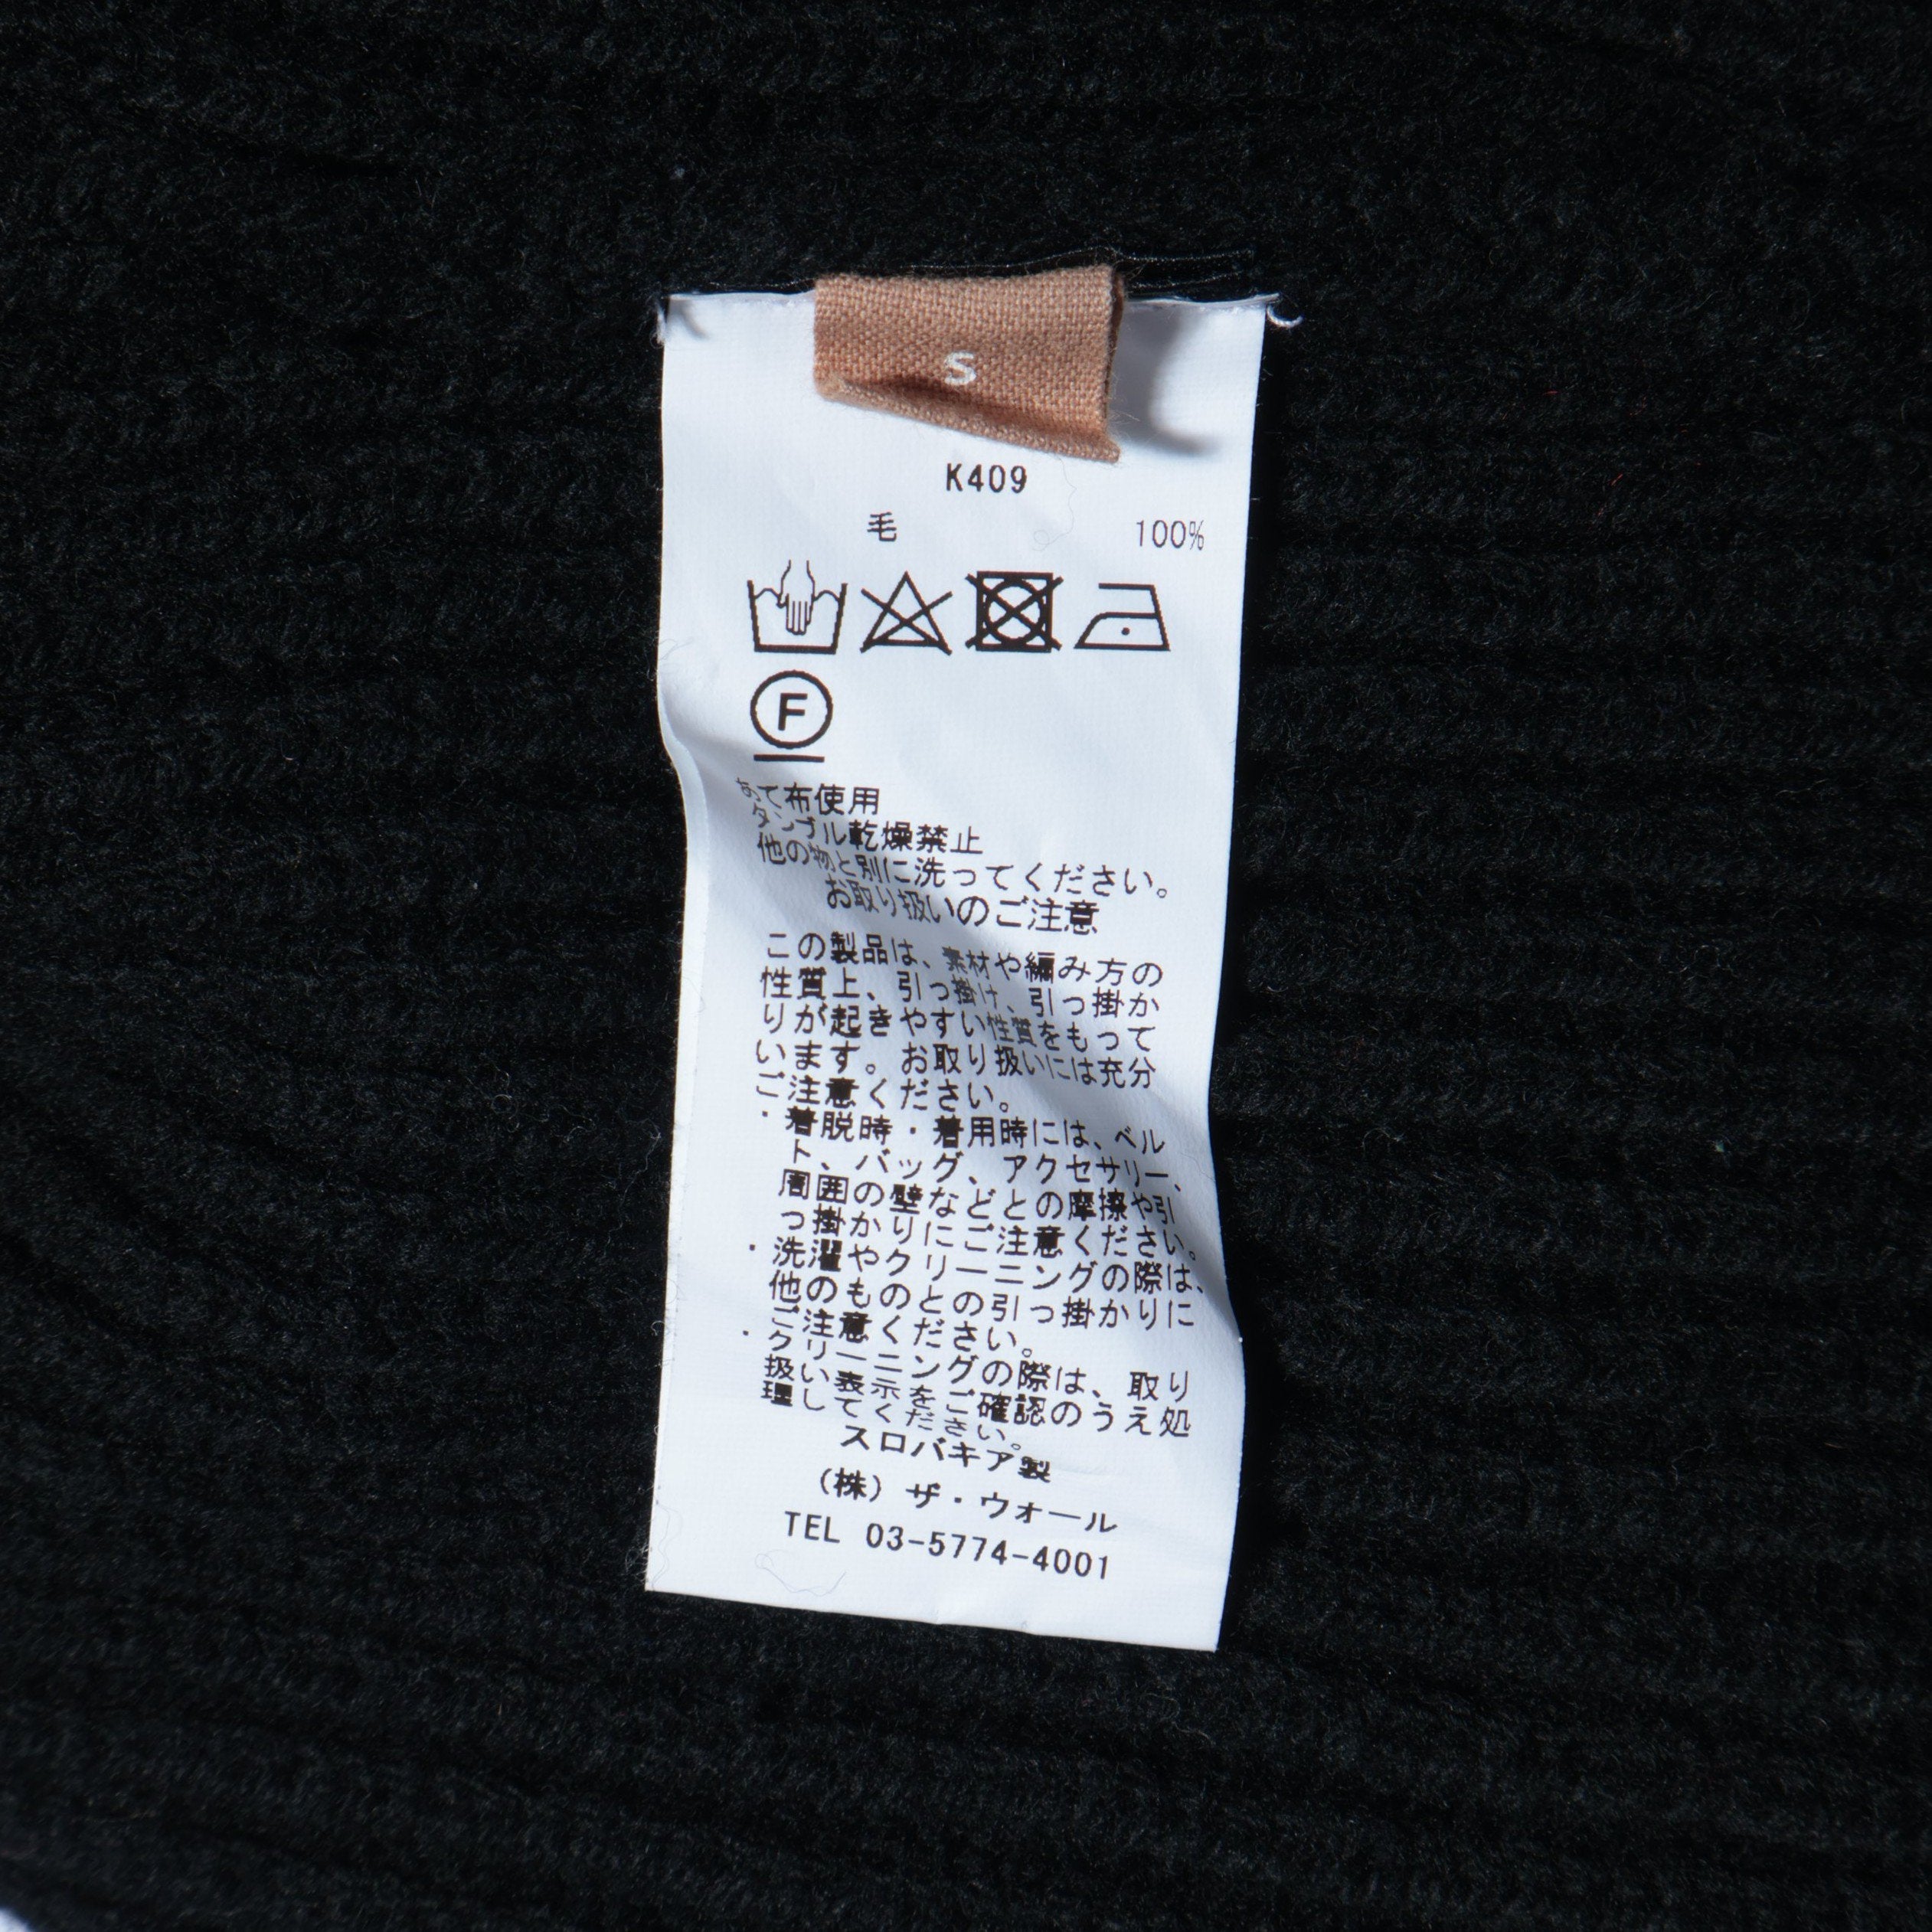 S
K409
毛 100%
F
あて布使用
タンブル乾燥禁止
他の物と別に洗ってください。
お取り扱いのご注意
この製品は、素材や編み方の
性質上、引っ掛け、引っ掛か
りが起きやすい性質をもって
います。お取り扱いには充分
ご注意ください。
・着脱時・着用時には、ベル
ト、バッグ、アクセサリー、
周囲の壁などとの摩擦や引
っ掛かりにご注意ください。
・洗濯やクリーニングの際は、
他のものとの引っ掛かりに
ご注意ください。
・クリーニングの際は、取り
扱い表示をご確認のうえ処
理してください。
スロバキア製
(株) ザ・ウォール
TEL 03-5774-4001